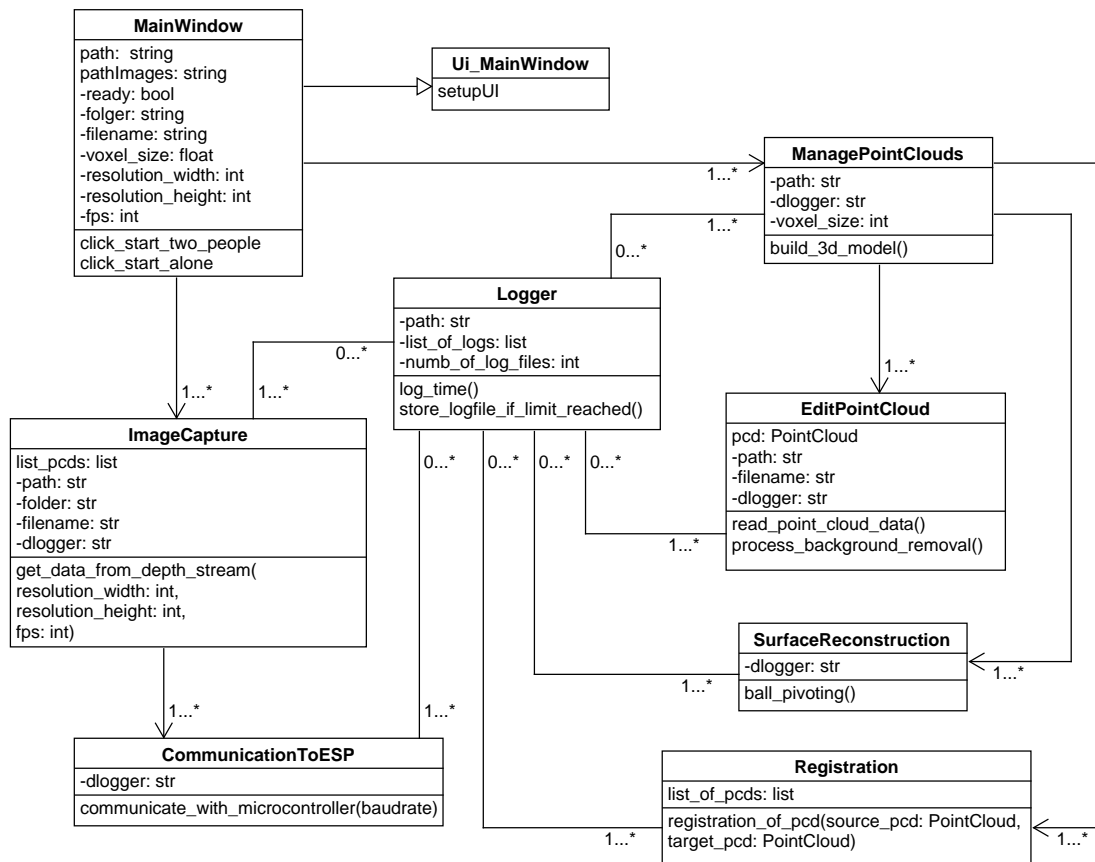 MainWindow
path:  string
pathImages: string
-ready: bool
-folger: string
-filename: string
-voxel_size: float
-resolution_width: int
-resolution_height: int
-fps: int
click_start_two_people
click_start_alone
Ui_MainWindow
setupUI
1...*
ManagePointClouds
-path: str
-dlogger: str
-voxel_size: int
build_3d_model()
1...*
0...*
Logger
-path: str
-list_of_logs: list
-numb_of_log_files: int
log_time()
store_logfile_if_limit_reached()
0...*
1...*
1...*
ImageCapture
list_pcds: list
-path: str
-folder: str
-filename: str
-dlogger: str
get_data_from_depth_stream(
resolution_width: int,
resolution_height: int,
fps: int)
1...*
EditPointCloud
pcd: PointCloud
-path: str
-filename: str
-dlogger: str
read_point_cloud_data()
process_background_removal()
0...*
0...*
0...*
0...*
1...*
SurfaceReconstruction
-dlogger: str
ball_pivoting()
1...*
1...*
1...*
1...*
CommunicationToESP
-dlogger: str
communicate_with_microcontroller(baudrate)
Registration
list_of_pcds: list
registration_of_pcd(source_pcd: PointCloud,
target_pcd: PointCloud)
1...*
1...*